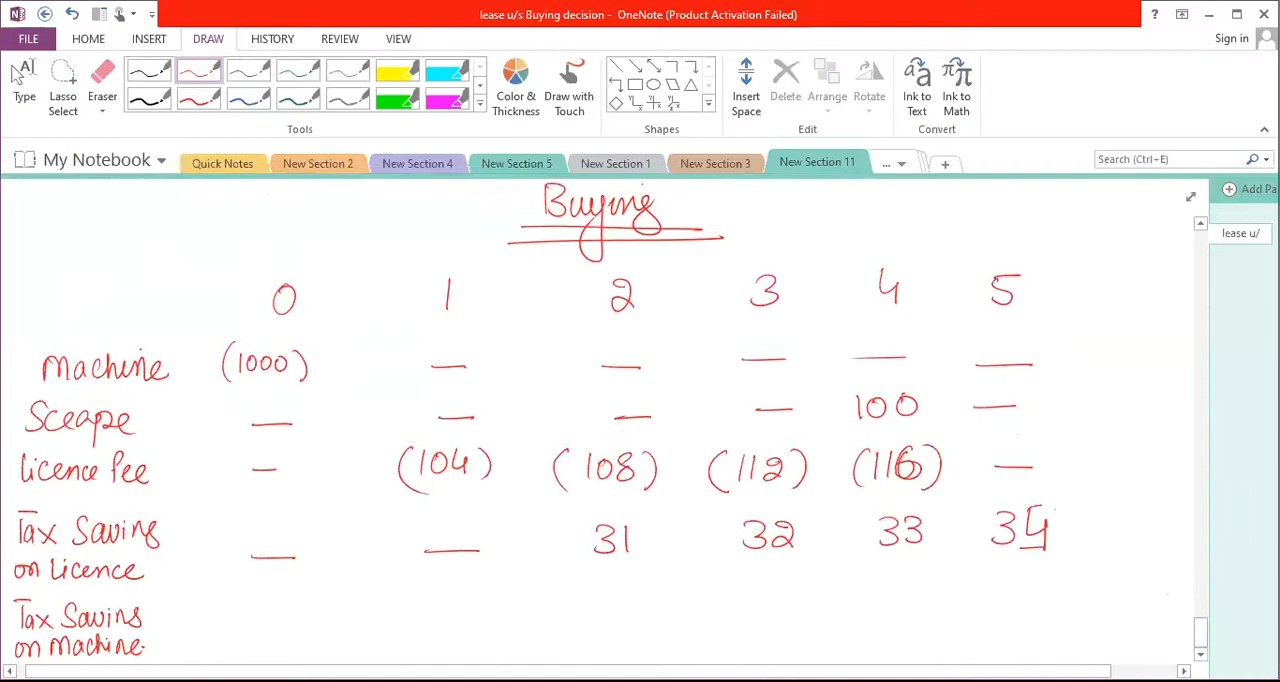 lease u/s Buying decision - OneNote (Product Activation Failed)
FILE HOME INSERT DRAW HISTORY REVIEW VIEW Sign in
Type Lasso Select Eraser Color & Thickness Draw with Touch Insert Space Delete Arrange Rotate Ink to Text Ink to Math
Tools Shapes Edit Convert
My Notebook Quick Notes New Section 2 New Section 4 New Section 5 New Section 1 New Section 3 New Section 11 ... + Search (Ctrl+E)
Add Pa
lease u/
Buying
0 1 2 3 4 5
Machine (1000) — — — — —
Sceape — — — — 100 —
Licence Fee — (104) (108) (112) (116) —
Tax Saving on Licence — — 31 32 33 34
Tax Savins on Machine